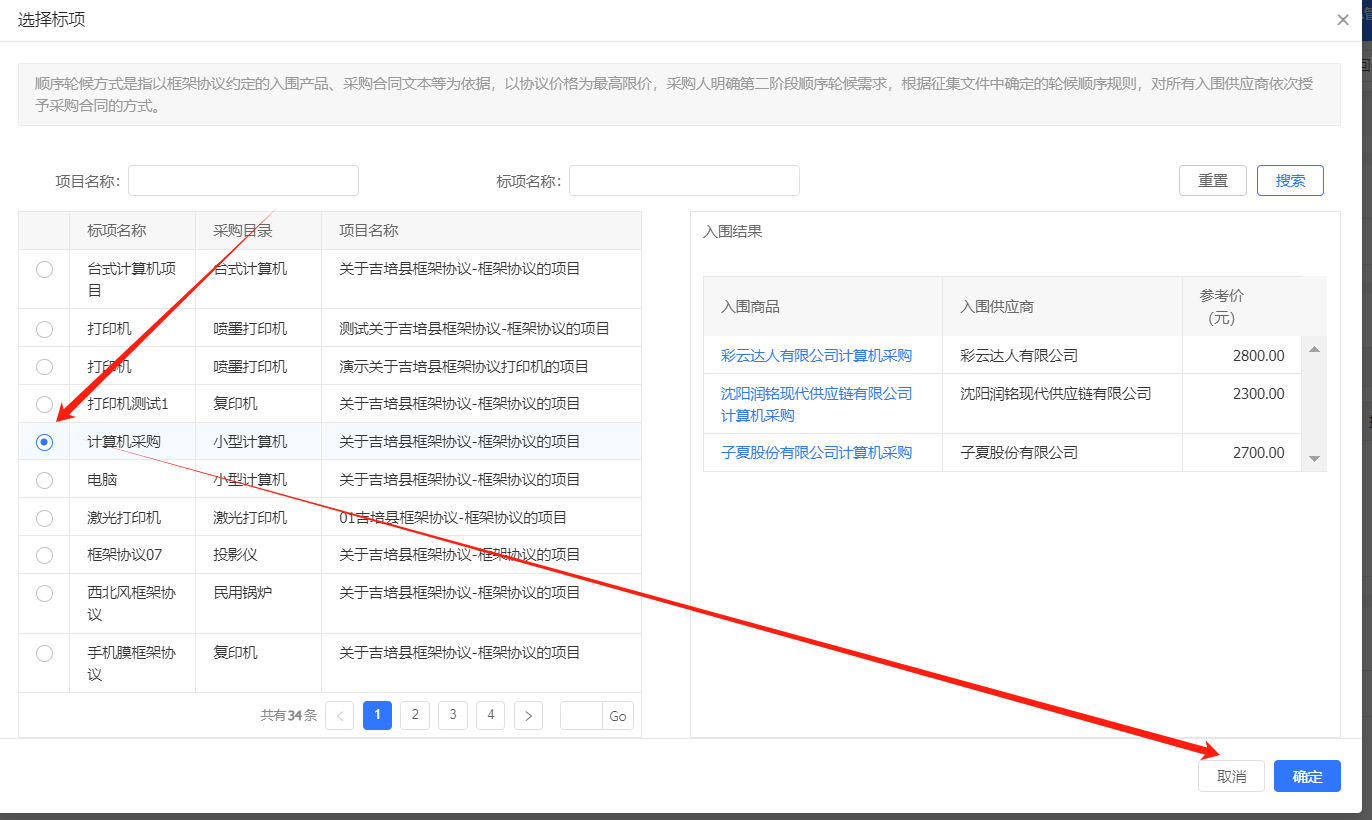 选择标项
顺序轮候方式是指以框架协议约定的入围产品、采购合同文本等为依据，以协议价格为最高限价，采购人明确第二阶段顺序轮候需求，根据征集文件中确定的轮候顺序规则，对所有入围供应商依次授
予采购合同的方式。
项目名称：
标项名称：
重置
搜索
标项名称 采购目录 项目名称
台式计算机项
目
台式计算机
关于吉培县框架协议-框架协议的项目
打印机 喷墨打印机 测试关于吉培县框架协议-框架协议的项目
打印机 喷墨打印机 演示关于吉培县框架协议打印机的项目
打印机测试1 复印机 关于吉培县框架协议-框架协议的项目
计算机采购 小型计算机 关于吉培县框架协议-框架协议的项目
电脑 小型计算机 关于吉培县框架协议-框架协议的项目
激光打印机 激光打印机 01吉培县框架协议-框架协议的项目
框架协议07 投影仪 关于吉培县框架协议-框架协议的项目
西北风框架协
议
民用锅炉
关于吉培县框架协议-框架协议的项目
手机膜框架协
议
复印机
关于吉培县框架协议-框架协议的项目
共有34条 < 1 2 3 4 > Go
入围结果
入围商品
入围供应商
参考价
（元）
彩云达人有限公司计算机采购 彩云达人有限公司 2800.00
沈阳润铭现代供应链有限公司
计算机采购
沈阳润铭现代供应链有限公司
2300.00
子夏股份有限公司计算机采购 子夏股份有限公司 2700.00
取消
确定